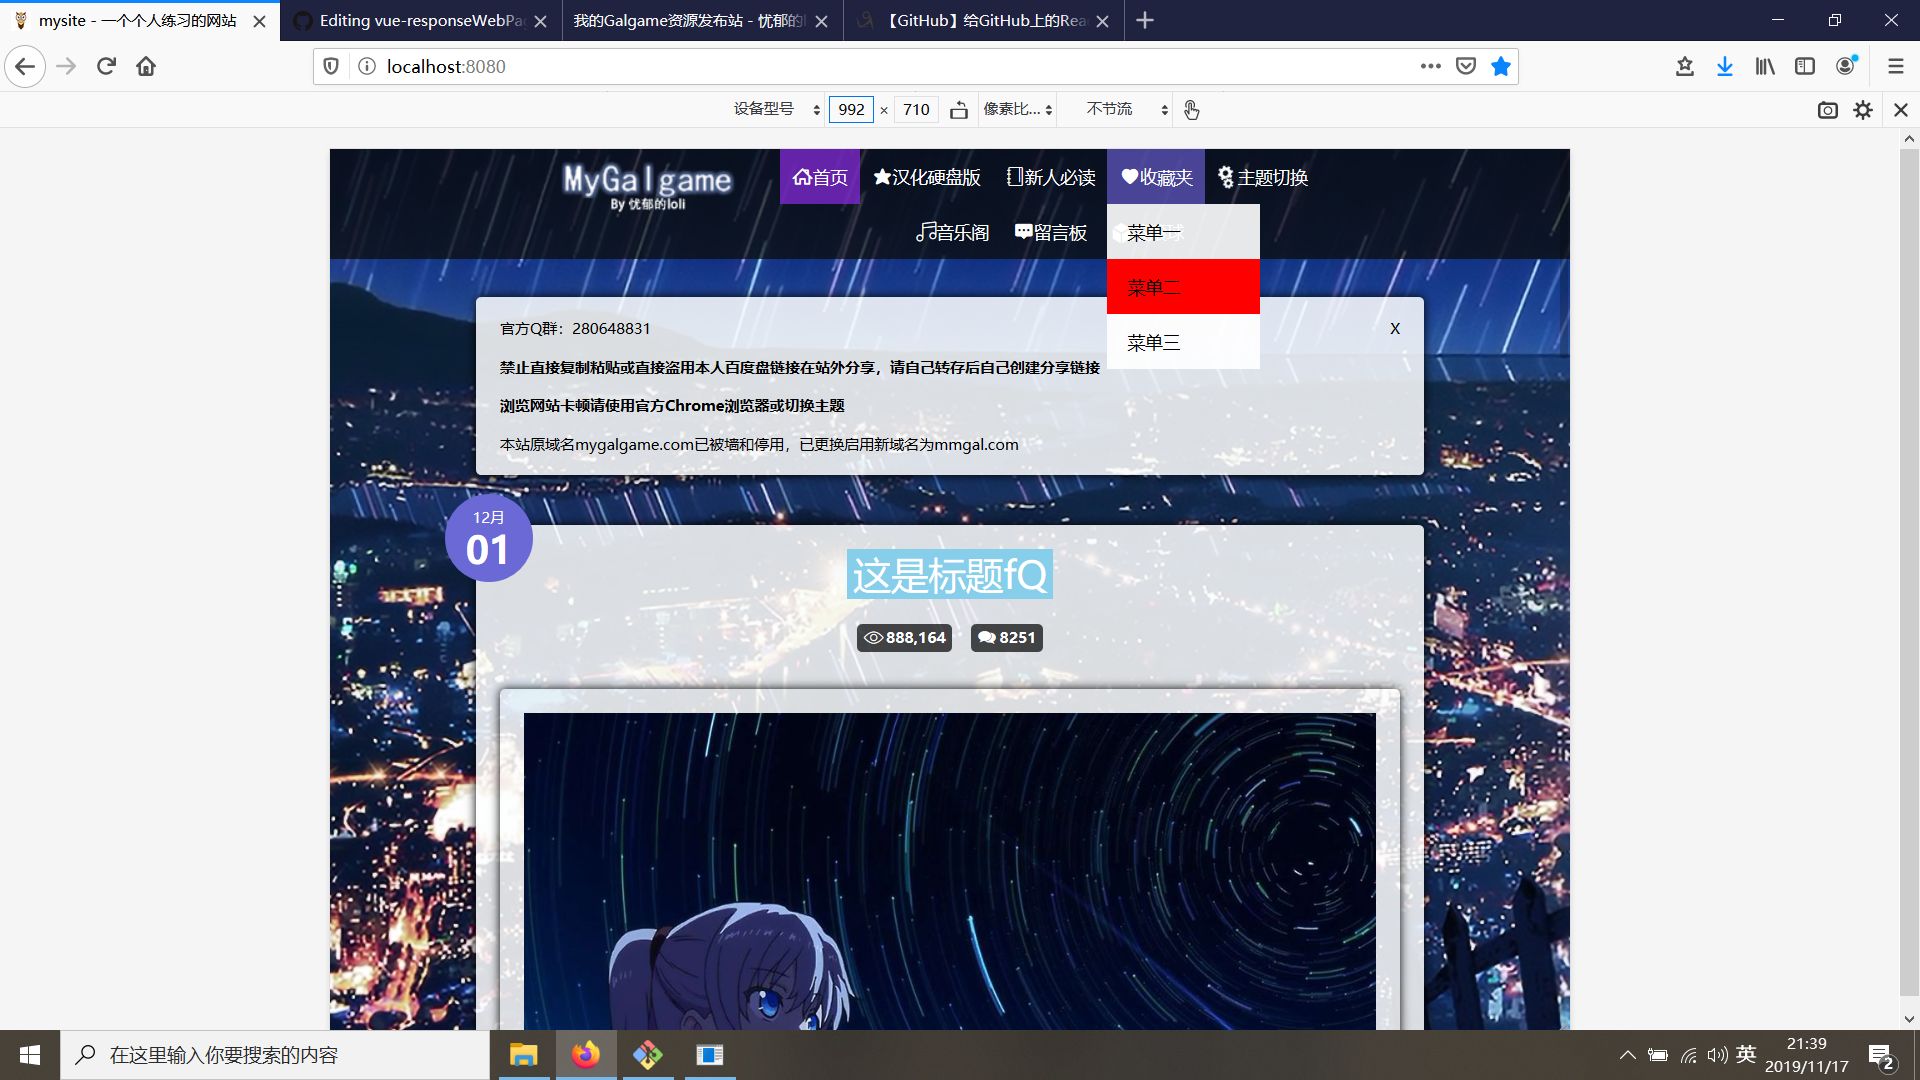 mysite - 一个个人练习的网站
Editing vue-responseWebPa
我的Galgame资源发布站 - 忧郁的l
【GitHub】给GitHub上的Rea
localhost:8080
设备型号 992 × 710 像素比... 不节流
MyGalgame
By 忧郁的loli
首页 汉化硬盘版 新人必读 收藏夹 主题切换
音乐阁 留言板 球
菜单一
菜单二
菜单三
官方Q群：280648831
X
禁止直接复制粘贴或直接盗用本人百度盘链接在站外分享，请自己转存后自己创建分享链接
浏览网站卡顿请使用官方Chrome浏览器或切换主题
本站原域名mygalgame.com已被墙和停用，已更换启用新域名为mmgal.com
12月
01
这是标题fQ
888,164 8251
在这里输入你要搜索的内容
英
21:39
2019/11/17
2